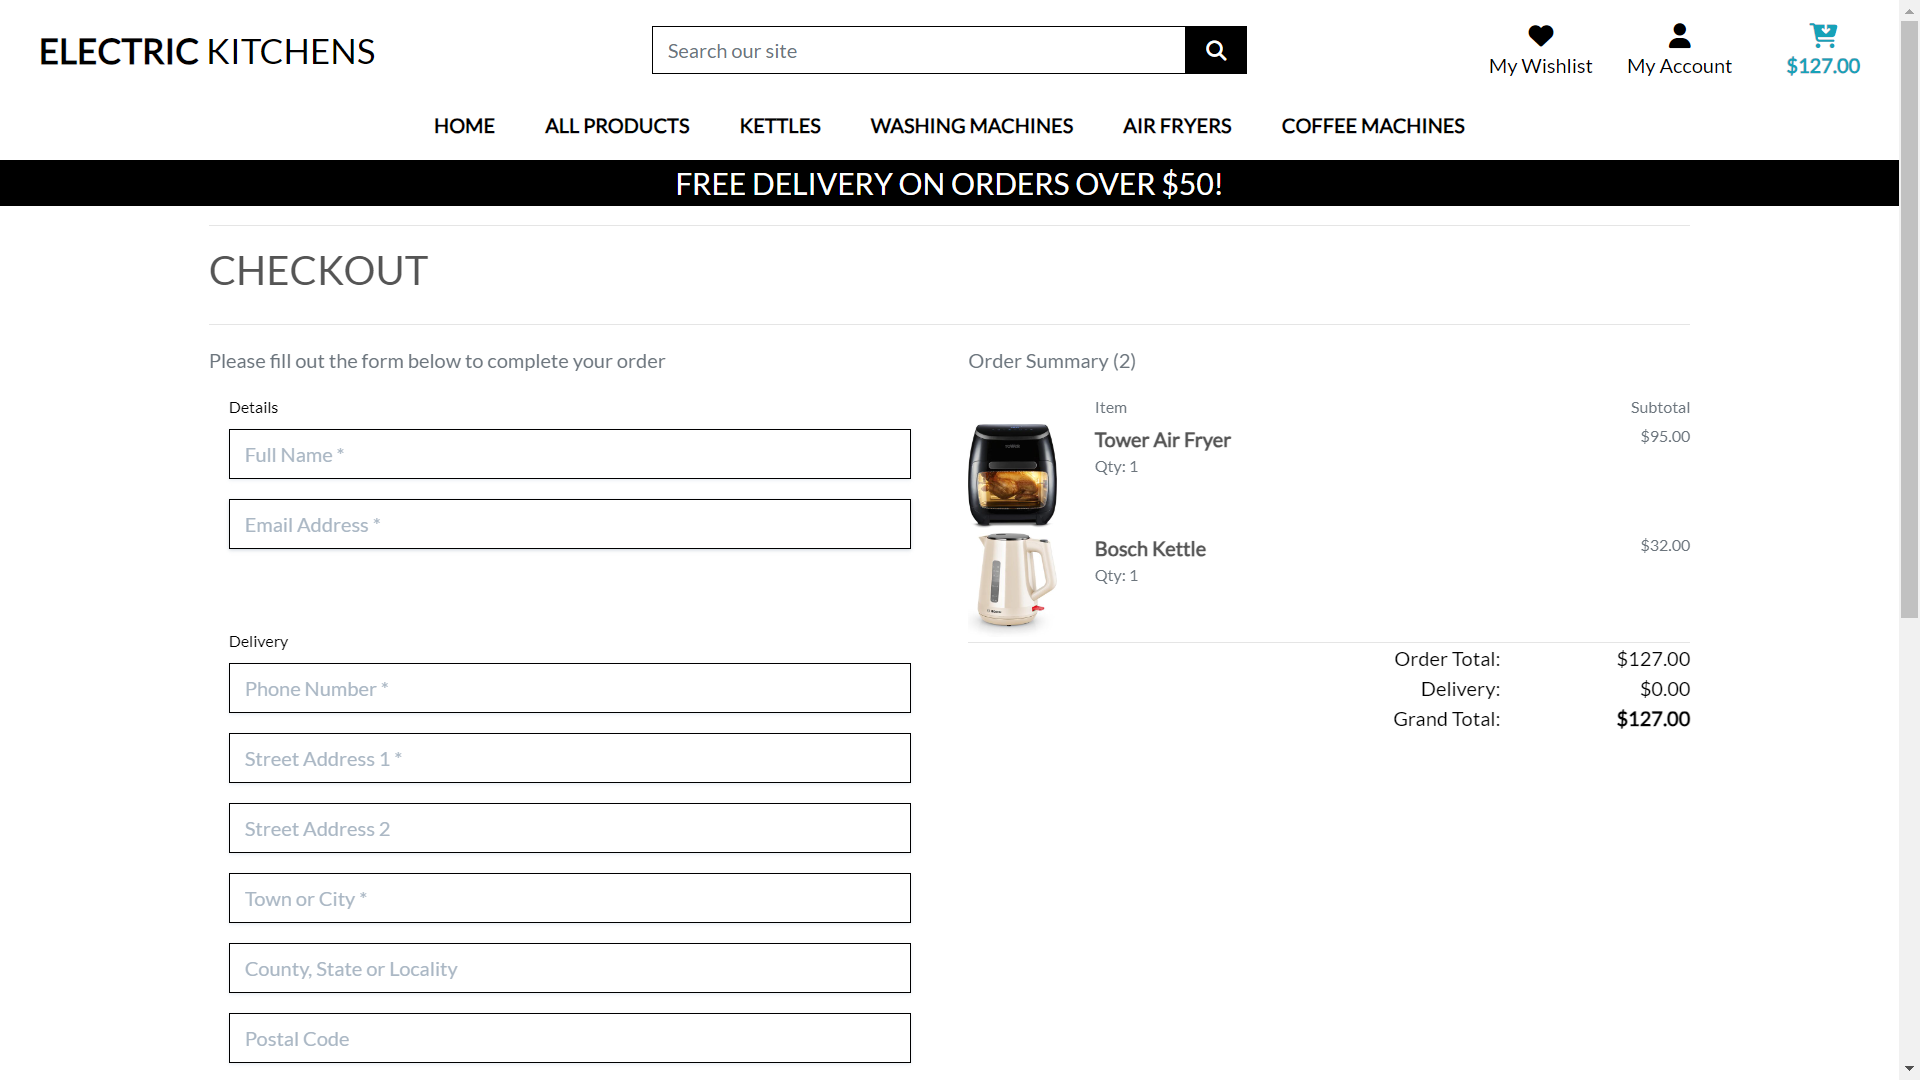 ELECTRIC KITCHENS
Search our site
My Wishlist
My Account
$127.00
HOME
ALL PRODUCTS
KETTLES
WASHING MACHINES
AIR FRYERS
COFFEE MACHINES
FREE DELIVERY ON ORDERS OVER $50!
CHECKOUT
Please fill out the form below to complete your order
Details
Full Name *
Email Address *
Delivery
Phone Number *
Street Address 1 *
Street Address 2
Town or City *
County, State or Locality
Postal Code
Order Summary (2)
Item Subtotal
Tower Air Fryer $95.00
Qty: 1
Bosch Kettle $32.00
Qty: 1
Order Total: $127.00
Delivery: $0.00
Grand Total: $127.00